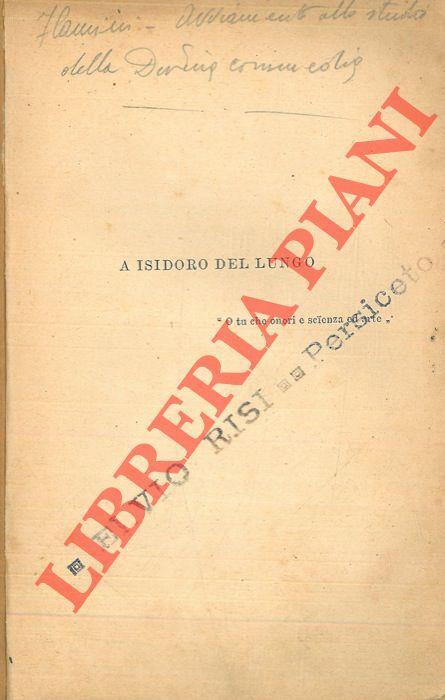 Flamini - Avviamento allo studio
della Divina commedia
A ISIDORO DEL LUNGO
“ O tu che onori e scïenza ed arte „.
ELVIO RISI -- Persiceto
LIBRERIA PIANI